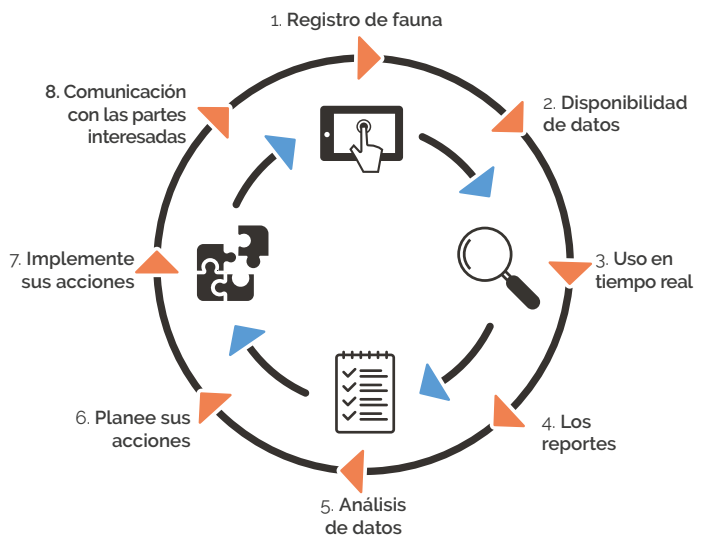 1. Registro de fauna
2. Disponibilidad
de datos
3. Uso en
tiempo real
4. Los
reportes
5. Análisis
de datos
6. Planee sus
acciones
7. Implemente
sus acciones
8. Comunicación
con las partes
interesadas